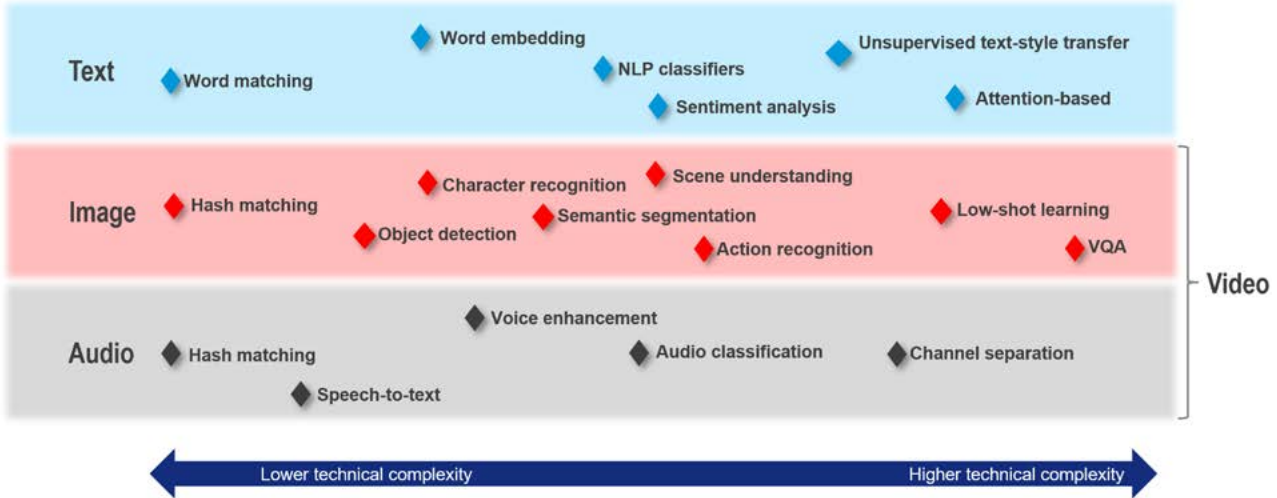 Text
Word matching
Word embedding
NLP classifiers
Sentiment analysis
Unsupervised text-style transfer
Attention-based
Image
Hash matching
Object detection
Character recognition
Semantic segmentation
Scene understanding
Action recognition
Low-shot learning
VQA
Audio
Hash matching
Speech-to-text
Voice enhancement
Audio classification
Channel separation
Video
Lower technical complexity
Higher technical complexity